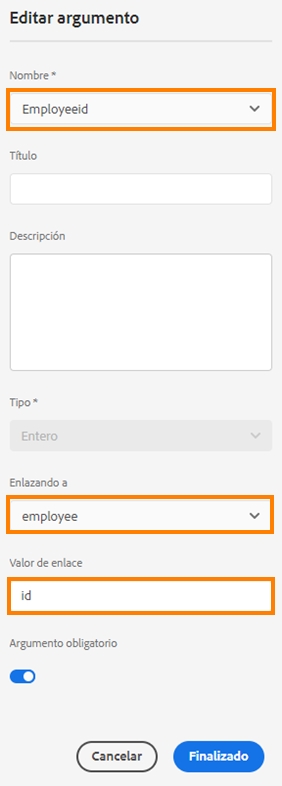 Editar argumento
Nombre *
Employeeid
Título
Descripción
Tipo *
Entero
Enlazando a
employee
Valor de enlace
id
Argumento obligatorio
Cancelar Finalizado